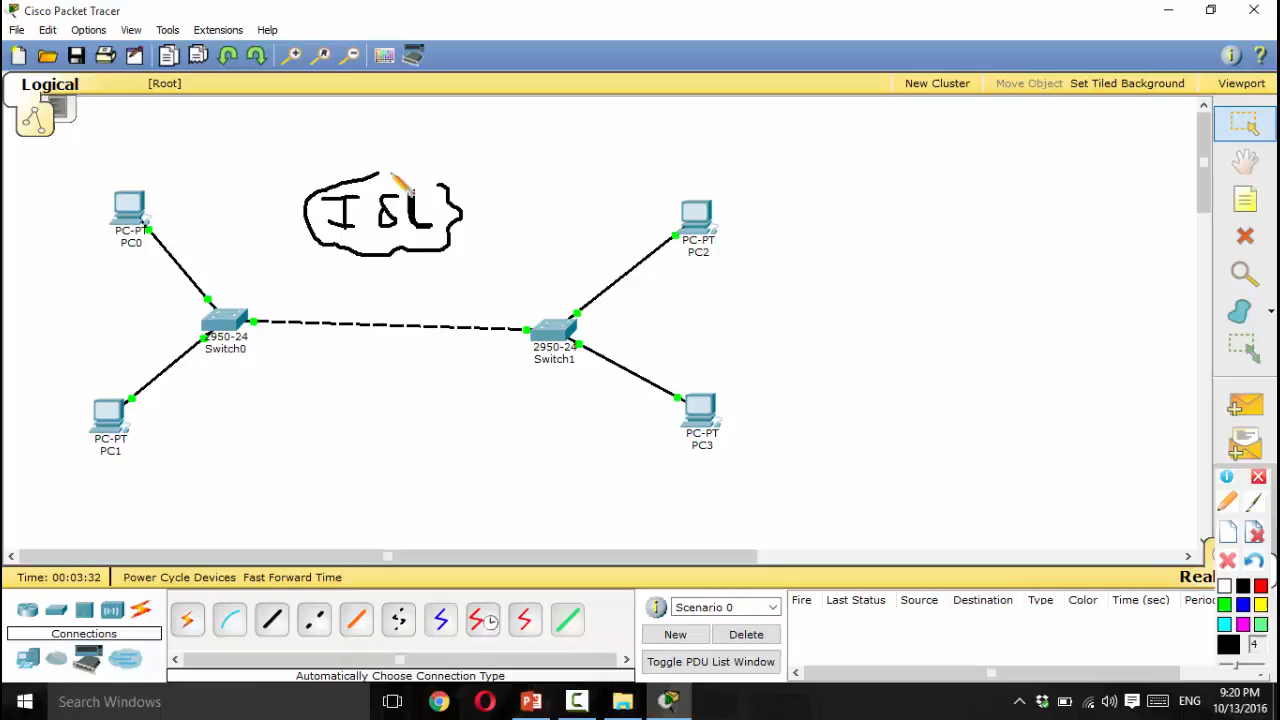 Cisco Packet Tracer
File Edit Options View Tools Extensions Help
Logical [Root] New Cluster Move Object Set Tiled Background Viewport
ISL
PC-PT
PC0
PC-PT
PC2
2950-24
Switch0
2950-24
Switch1
PC-PT
PC1
PC-PT
PC3
Time: 00:03:32 Power Cycle Devices Fast Forward Time
Connections
Automatically Choose Connection Type
Scenario 0
New Delete
Toggle PDU List Window
Fire Last Status Source Destination Type Color Time (sec)
4
Search Windows
ENG
9:20 PM
10/13/2016